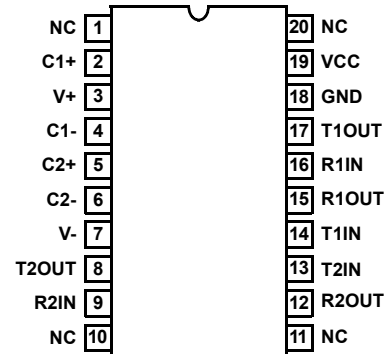 NC 1 20 NC
C1+ 2 19 VCC
V+ 3 18 GND
C1- 4 17 T1OUT
C2+ 5 16 R1IN
C2- 6 15 R1OUT
V- 7 14 T1IN
T2OUT 8 13 T2IN
R2IN 9 12 R2OUT
NC 10 11 NC